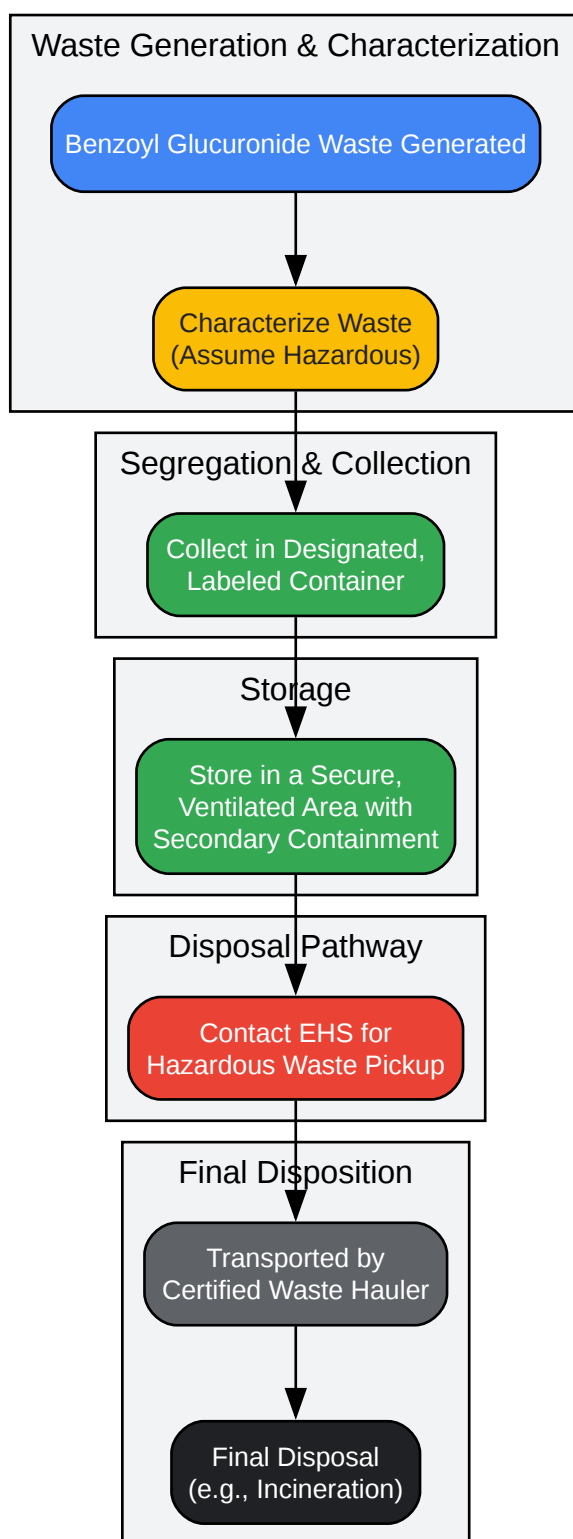 Waste Generation & Characterization
Benzoyl Glucuronide Waste Generated
Characterize Waste
(Assume Hazardous)
Segregation & Collection
Collect in Designated,
Labeled Container
Storage
Store in a Secure,
Ventilated Area with
Secondary Containment
Disposal Pathway
Contact EHS for
Hazardous Waste Pickup
Final Disposition
Transported by
Certified Waste Hauler
Final Disposal
(e.g., Incineration)